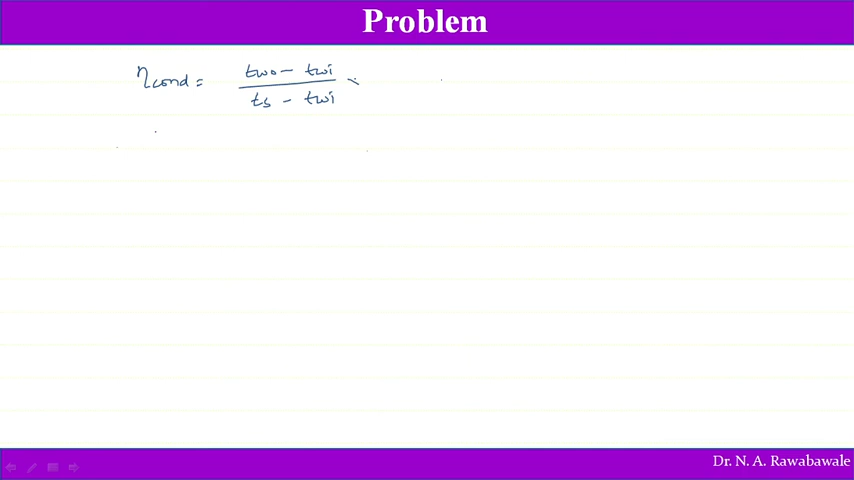 Problem
ηcond = (two - twi) / (ts - twi) ×
Dr. N. A. Rawabawale